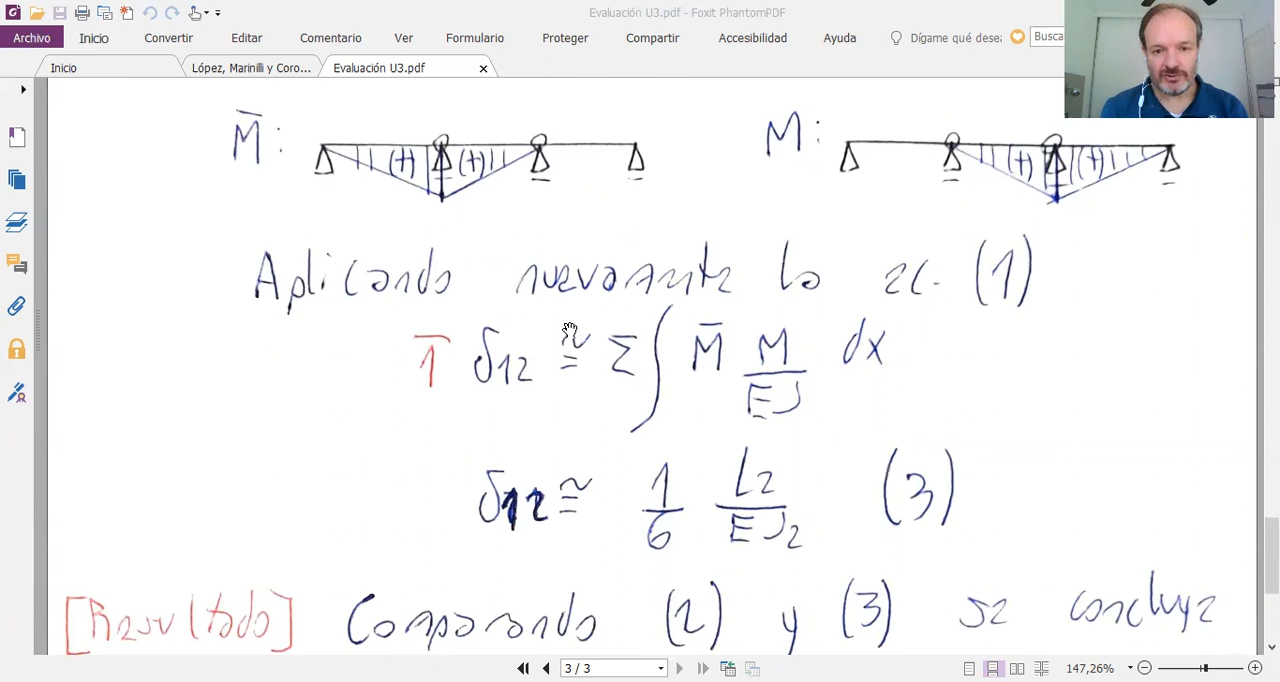 Evaluación U3.pdf - Foxit PhantomPDF
Archivo Inicio Convertir Editar Comentario Ver Formulario Proteger Compartir Accesibilidad Ayuda Dígame qué dese: Busca
Inicio López, Marinilli y Coro... Evaluación U3.pdf
M̄: (+) (+) M: (+) (+)
Aplicando nuevamente la ec. (1)
1̄ δ12 ≅ Σ∫ M̄ M/EJ dx
δ12 ≅ 1/6 L2/EJ2 (3)
[Resultado] Comparando (2) y (3) se concluye
3 / 3 147,26%